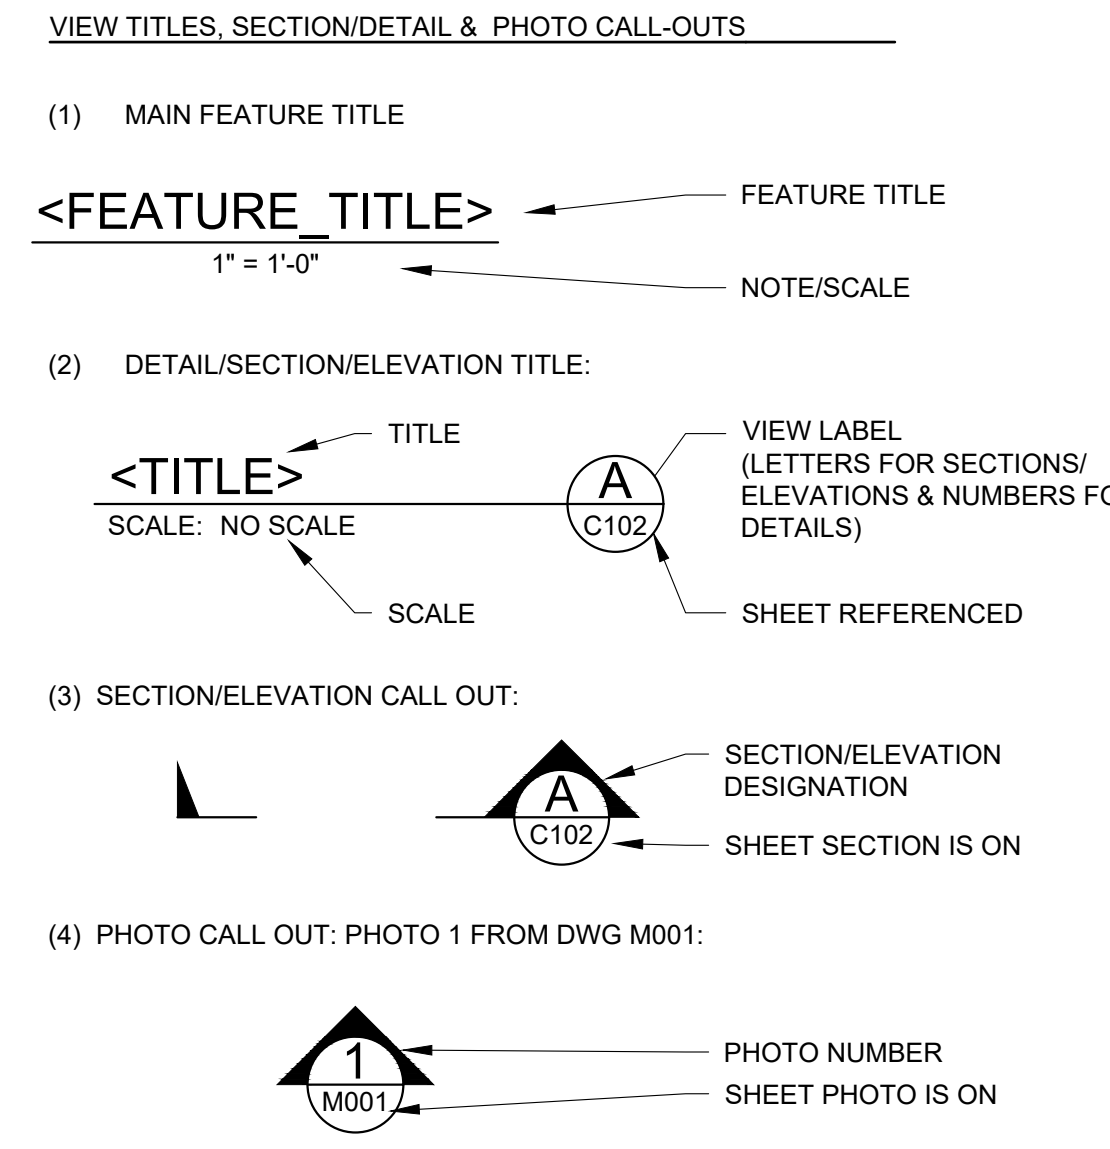 VIEW TITLES, SECTION/DETAIL & PHOTO CALL-OUTS
(1) MAIN FEATURE TITLE
<FEATURE_TITLE>
1" = 1'-0"
FEATURE TITLE
NOTE/SCALE
(2) DETAIL/SECTION/ELEVATION TITLE:
TITLE
<TITLE>
SCALE: NO SCALE
SCALE
A
C102
VIEW LABEL
(LETTERS FOR SECTIONS/
ELEVATIONS & NUMBERS FO
DETAILS)
SHEET REFERENCED
(3) SECTION/ELEVATION CALL OUT:
A
C102
SECTION/ELEVATION
DESIGNATION
SHEET SECTION IS ON
(4) PHOTO CALL OUT: PHOTO 1 FROM DWG M001:
1
M001
PHOTO NUMBER
SHEET PHOTO IS ON